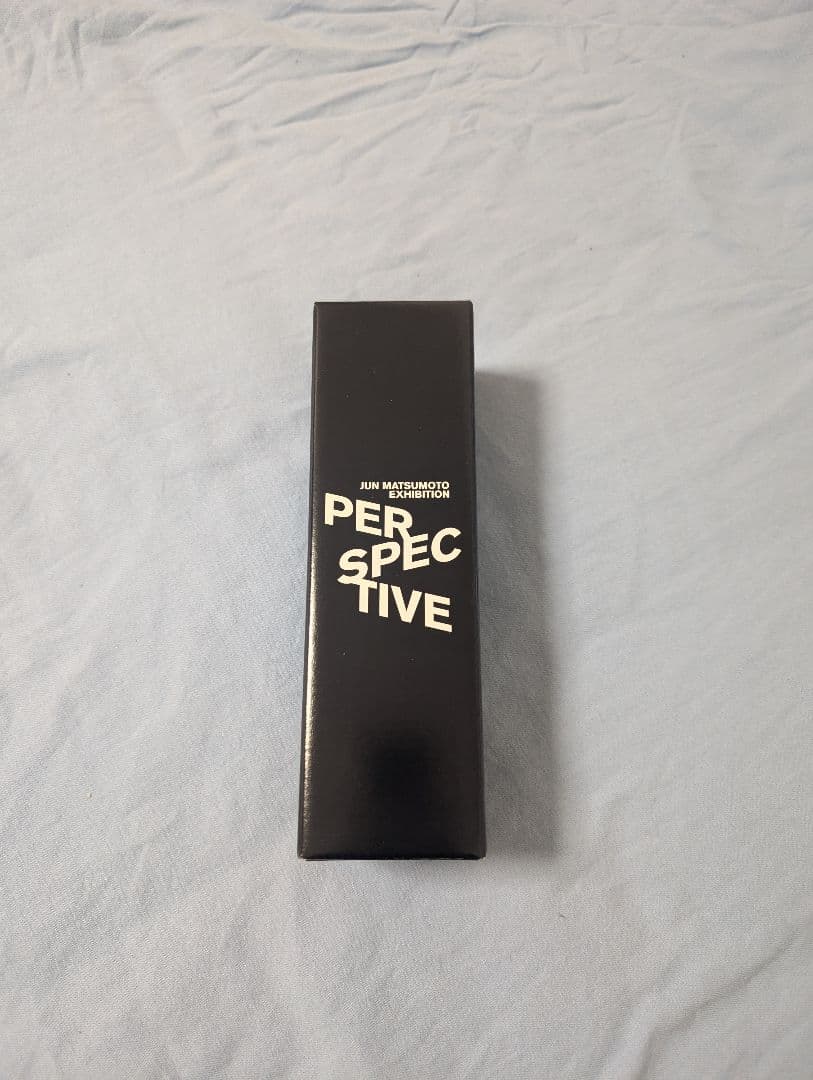 JUN MATSUMOTO
EXHIBITION
PER
SPEC
TIVE